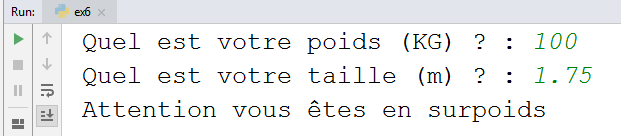 Run: ex6
Quel est votre poids (KG) ? : 100
Quel est votre taille (m) ? : 1.75
Attention vous êtes en surpoids